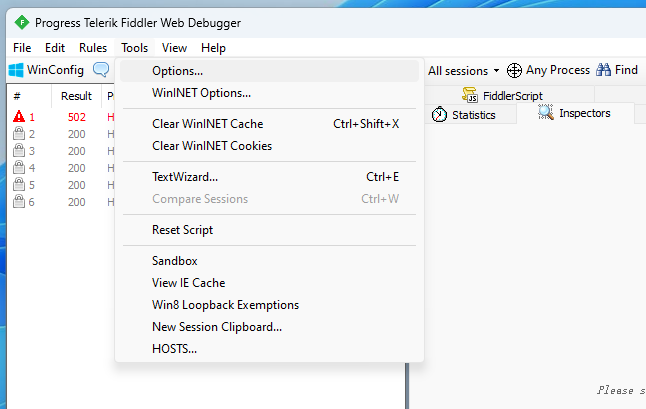 Progress Telerik Fiddler Web Debugger
File Edit Rules Tools View Help
WinConfig All sessions Any Process Find
Options...
WinINET Options...
Clear WinINET Cache Ctrl+Shift+X
Clear WinINET Cookies
TextWizard... Ctrl+E
Compare Sessions Ctrl+W
Reset Script
Sandbox
View IE Cache
Win8 Loopback Exemptions
New Session Clipboard...
HOSTS...
# Result
1 502 H
2 200 H
3 200 H
4 200 H
5 200 H
6 200 H
FiddlerScript
Statistics Inspectors
Please s